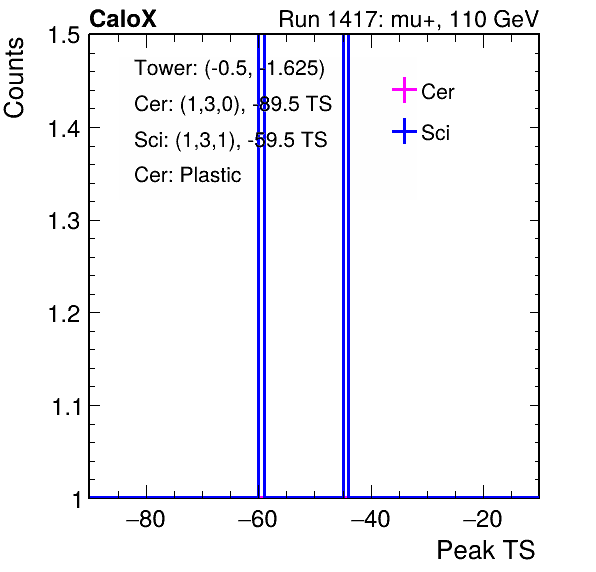 CaloX
Run 1417: mu+, 110 GeV
Counts
1.5
1.4
1.3
1.2
1.1
1
Tower: (-0.5, -1.625)
Cer: (1,3,0), -89.5 TS
Sci: (1,3,1), -59.5 TS
Cer: Plastic
Cer
Sci
−80
−60
−40
−20
Peak TS